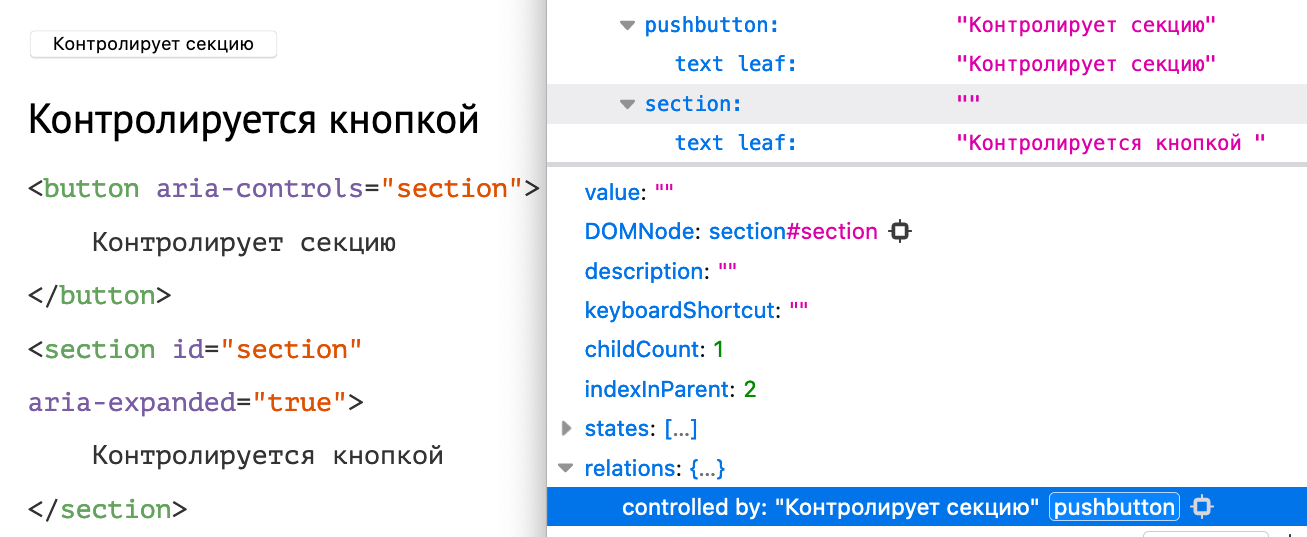 Контролирует секцию
Контролируется кнопкой
<button aria-controls="section">
Контролирует секцию
</button>
<section id="section"
aria-expanded="true">
Контролируется кнопкой
</section>
pushbutton: "Контролирует секцию"
text leaf: "Контролирует секцию"
section: ""
text leaf: "Контролируется кнопкой "
value: ""
DOMNode: section#section
description: ""
keyboardShortcut: ""
childCount: 1
indexInParent: 2
states: […]
relations: {…}
controlled by: "Контролирует секцию" pushbutton